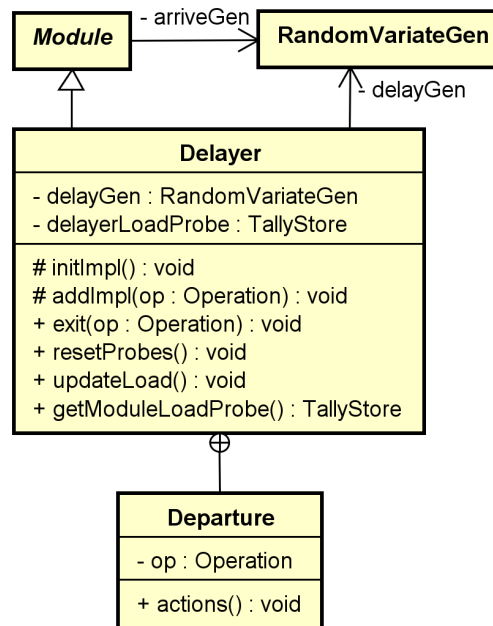 Module
- arriveGen
RandomVariateGen
- delayGen
Delayer
- delayGen : RandomVariateGen
- delayerLoadProbe : TallyStore
# initImpl() : void
# addImpl(op : Operation) : void
+ exit(op : Operation) : void
+ resetProbes() : void
+ updateLoad() : void
+ getModuleLoadProbe() : TallyStore
Departure
- op : Operation
+ actions() : void